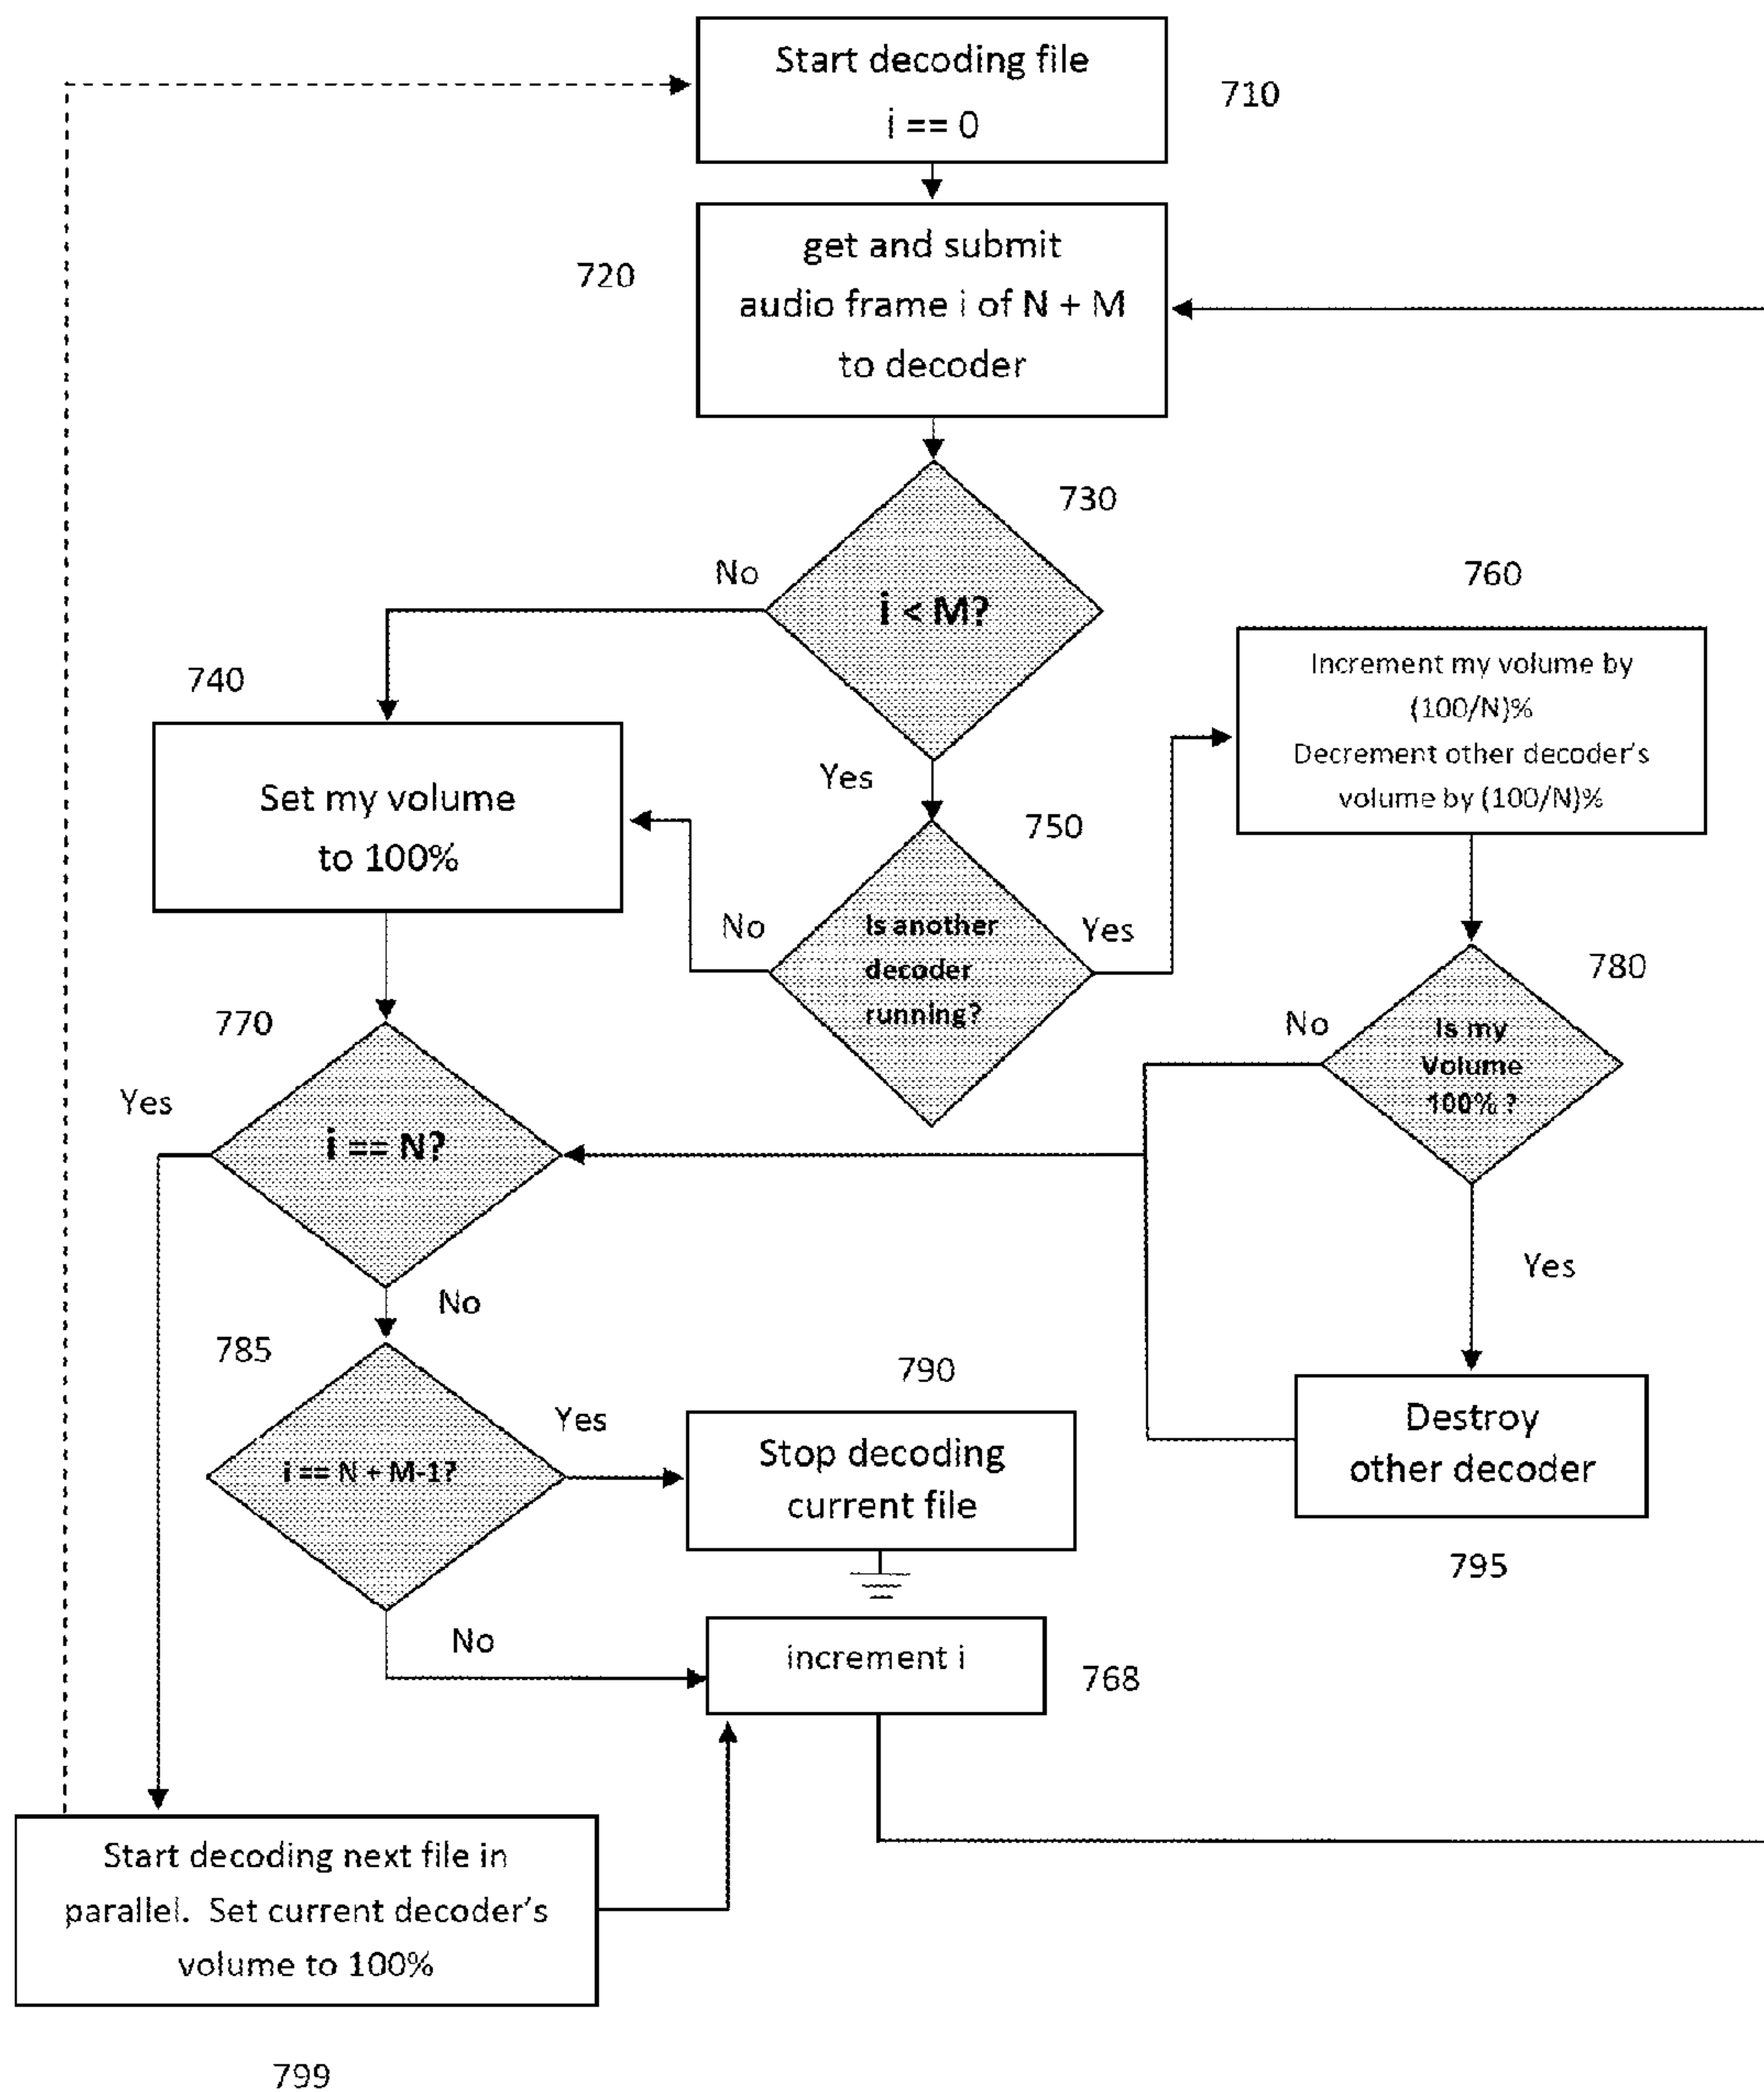 Start decoding file
i == 0
710
get and submit
audio frame i of N + M
to decoder
720
730
No
i < M?
Yes
760
Increment my volume by
(100/N)%
Decrement other decoder's
volume by (100/N)%
740
Set my volume
to 100%
750
No
Is another
decoder
running?
Yes
780
No
Is my
Volume
100% ?
Yes
770
Yes
i == N?
No
785
i == N + M-1?
Yes
790
Stop decoding
current file
Destroy
other decoder
795
No
increment i
768
Start decoding next file in
parallel. Set current decoder's
volume to 100%
799